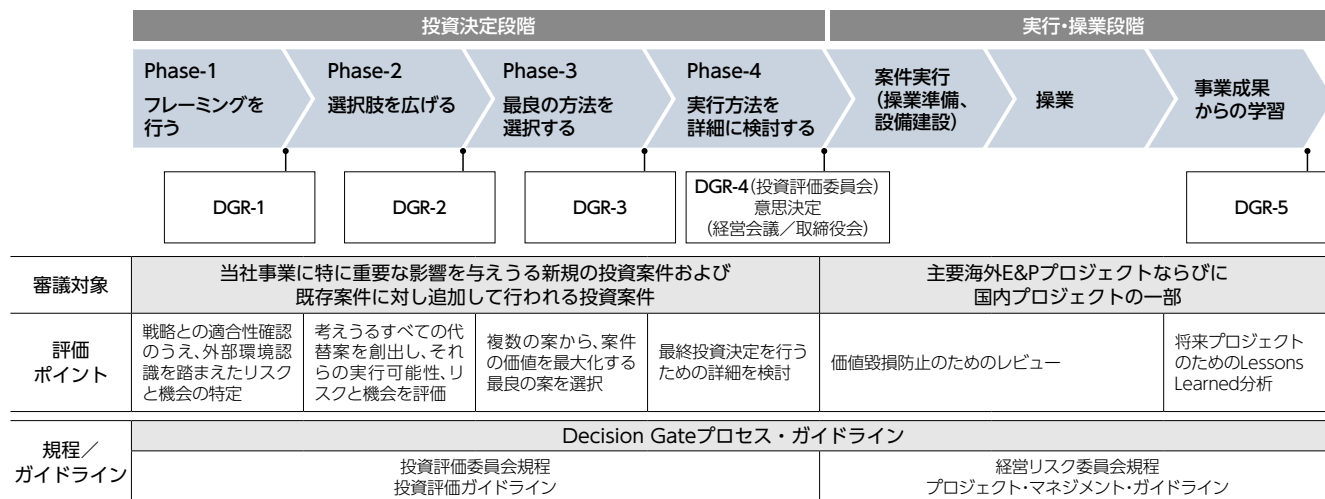 投資決定段階
実行・操業段階
Phase-1
フレーミングを
行う
Phase-2
選択肢を広げる
Phase-3
最良の方法を
選択する
Phase-4
実行方法を
詳細に検討する
案件実行
(操業準備、
設備建設)
操業
事業成果
からの学習
DGR-1
DGR-2
DGR-3
DGR-4(投資評価委員会)
意思決定
(経営会議/取締役会)
DGR-5
審議対象
当社事業に特に重要な影響を与えうる新規の投資案件および
既存案件に対し追加して行われる投資案件
主要海外E&Pプロジェクトならびに
国内プロジェクトの一部
評価
ポイント
戦略との適合性確認
のうえ、外部環境認
識を踏まえたリスク
と機会の特定
考えうるすべての代
替案を創出し、それ
らの実行可能性、リ
スクと機会を評価
複数の案から、案件
の価値を最大化する
最良の案を選択
最終投資決定を行う
ための詳細を検討
価値毀損防止のためのレビュー
将来プロジェクト
のためのLessons
Learned分析
規程/
ガイドライン
Decision Gateプロセス・ガイドライン
投資評価委員会規程
投資評価ガイドライン
経営リスク委員会規程
プロジェクト・マネジメント・ガイドライン